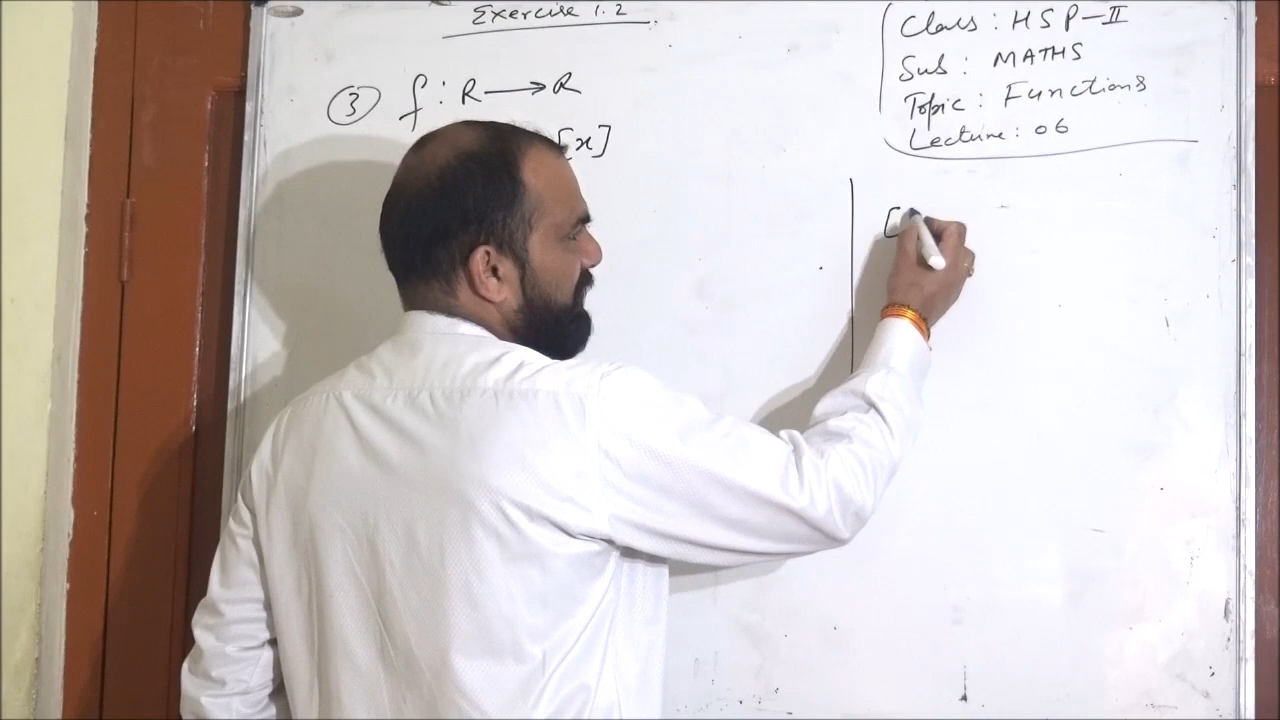 Exercise 1.2
Class : HSP-II
Sub : MATHS
Topic : Functions
Lecture : 06
③ f : R ⟶ R
[x]
[